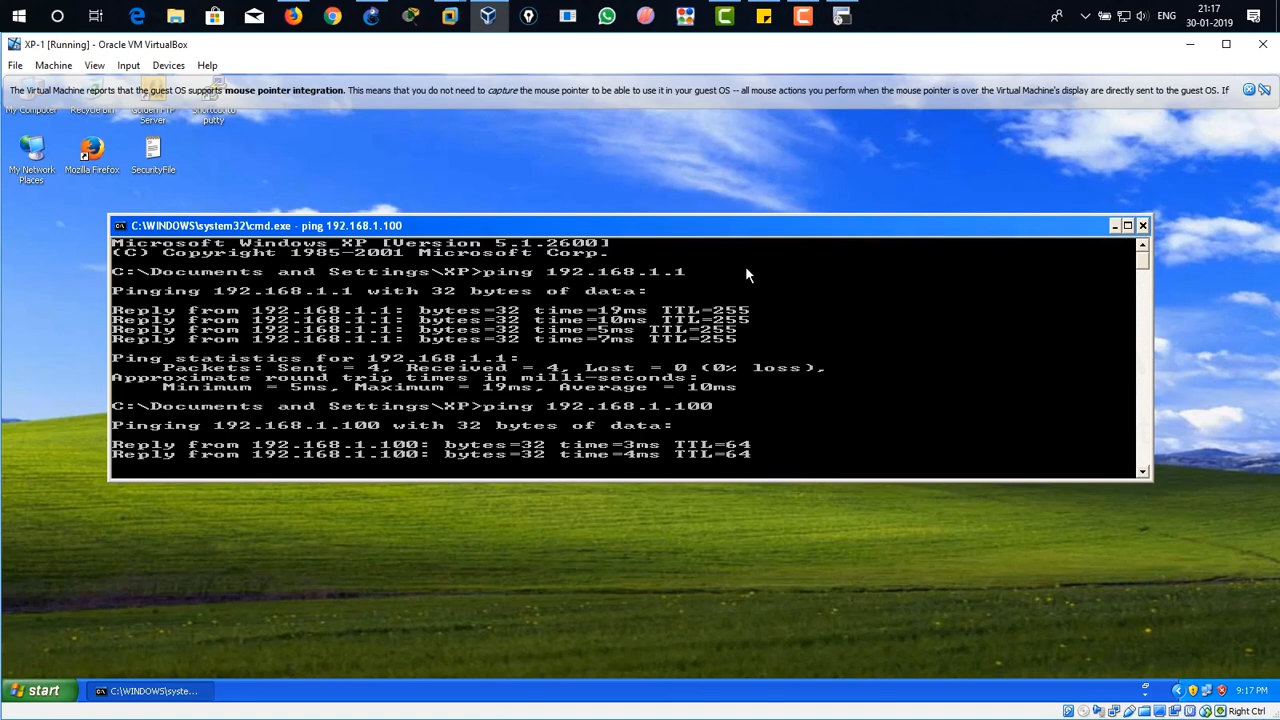 21:17
ENG
30-01-2019
XP-1 [Running] - Oracle VM VirtualBox
File Machine View Input Devices Help
The Virtual Machine reports that the guest OS supports mouse pointer integration. This means that you do not need to capture the mouse pointer to be able to use it in your guest OS -- all mouse actions you perform when the mouse pointer is over the Virtual Machine's display are directly sent to the guest OS. If
My Computer Recycle Bin Golden FTP Server Shortcut to putty
My Network Places
Mozilla Firefox
SecurityFile
C:\WINDOWS\system32\cmd.exe - ping 192.168.1.100
Microsoft Windows XP [Version 5.1.2600]
(C) Copyright 1985-2001 Microsoft Corp.
C:\Documents and Settings\XP>ping 192.168.1.1
Pinging 192.168.1.1 with 32 bytes of data:
Reply from 192.168.1.1: bytes=32 time=19ms TTL=255
Reply from 192.168.1.1: bytes=32 time=10ms TTL=255
Reply from 192.168.1.1: bytes=32 time=5ms TTL=255
Reply from 192.168.1.1: bytes=32 time=7ms TTL=255
Ping statistics for 192.168.1.1:
Packets: Sent = 4, Received = 4, Lost = 0 (0% loss),
Approximate round trip times in milli-seconds:
Minimum = 5ms, Maximum = 19ms, Average = 10ms
C:\Documents and Settings\XP>ping 192.168.1.100
Pinging 192.168.1.100 with 32 bytes of data:
Reply from 192.168.1.100: bytes=32 time=3ms TTL=64
Reply from 192.168.1.100: bytes=32 time=4ms TTL=64
start
C:\WINDOWS\syste...
9:17 PM
Right Ctrl